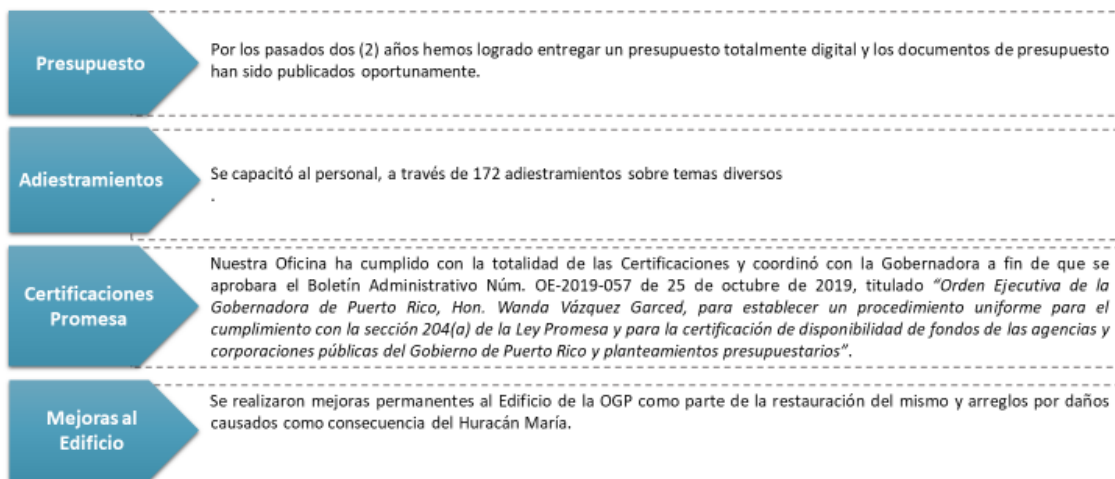 Presupuesto
Por los pasados dos (2) años hemos logrado entregar un presupuesto totalmente digital y los documentos de presupuesto
han sido publicados oportunamente.
Adiestramientos
Se capacitó al personal, a través de 172 adiestramientos sobre temas diversos
.
Certificaciones
Promesa
Nuestra Oficina ha cumplido con la totalidad de las Certificaciones y coordinó con la Gobernadora a fin de que se
aprobara el Boletín Administrativo Núm. OE-2019-057 de 25 de octubre de 2019, titulado “Orden Ejecutiva de la
Gobernadora de Puerto Rico, Hon. Wanda Vázquez Garced, para establecer un procedimiento uniforme para el
cumplimiento con la sección 204(a) de la Ley Promesa y para la certificación de disponibilidad de fondos de las agencias y
corporaciones públicas del Gobierno de Puerto Rico y planteamientos presupuestarios”.
Mejoras al
Edificio
Se realizaron mejoras permanentes al Edificio de la OGP como parte de la restauración del mismo y arreglos por daños
causados como consecuencia del Huracán María.